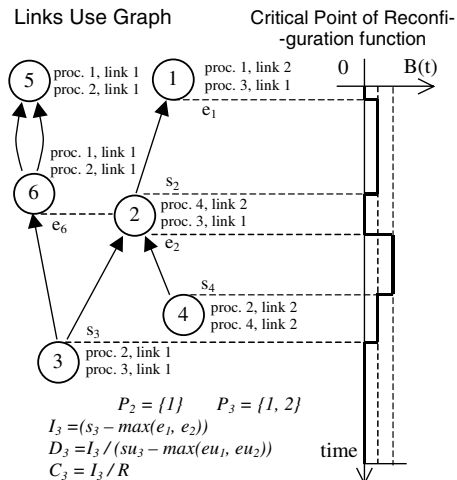 Links Use Graph
Critical Point of Reconfi-
-guration function
0
B(t)
5
proc. 1, link 1
proc. 2, link 1
1
proc. 1, link 2
proc. 3, link 1
e1
proc. 1, link 1
proc. 2, link 1
6
e6
s2
2
proc. 4, link 2
proc. 3, link 1
e2
s4
4
proc. 2, link 2
proc. 4, link 2
s3
3
proc. 2, link 1
proc. 3, link 1
P2 = {1} P3 = {1, 2}
I3 =(s3 – max(e1, e2))
D3 =I3 / (su3 – max(eu1, eu2))
C3 = I3 / R
time